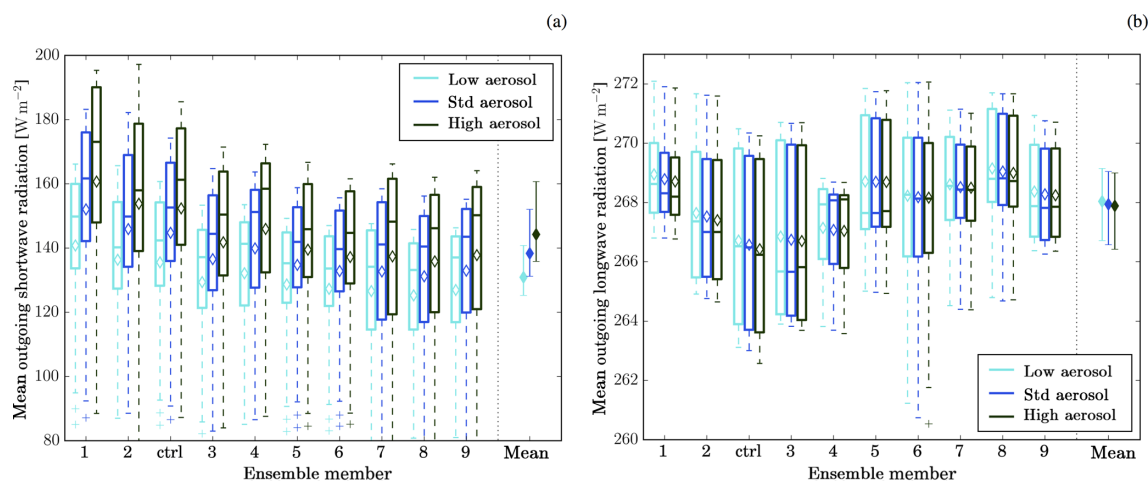 (a)
Mean outgoing shortwave radiation [W m⁻²]
200
180
160
140
120
100
80
Low aerosol
Std aerosol
High aerosol
1 2 ctrl 3 4 5 6 7 8 9 Mean
Ensemble member
(b)
Mean outgoing longwave radiation [W m⁻²]
272
270
268
266
264
262
260
Low aerosol
Std aerosol
High aerosol
1 2 ctrl 3 4 5 6 7 8 9 Mean
Ensemble member